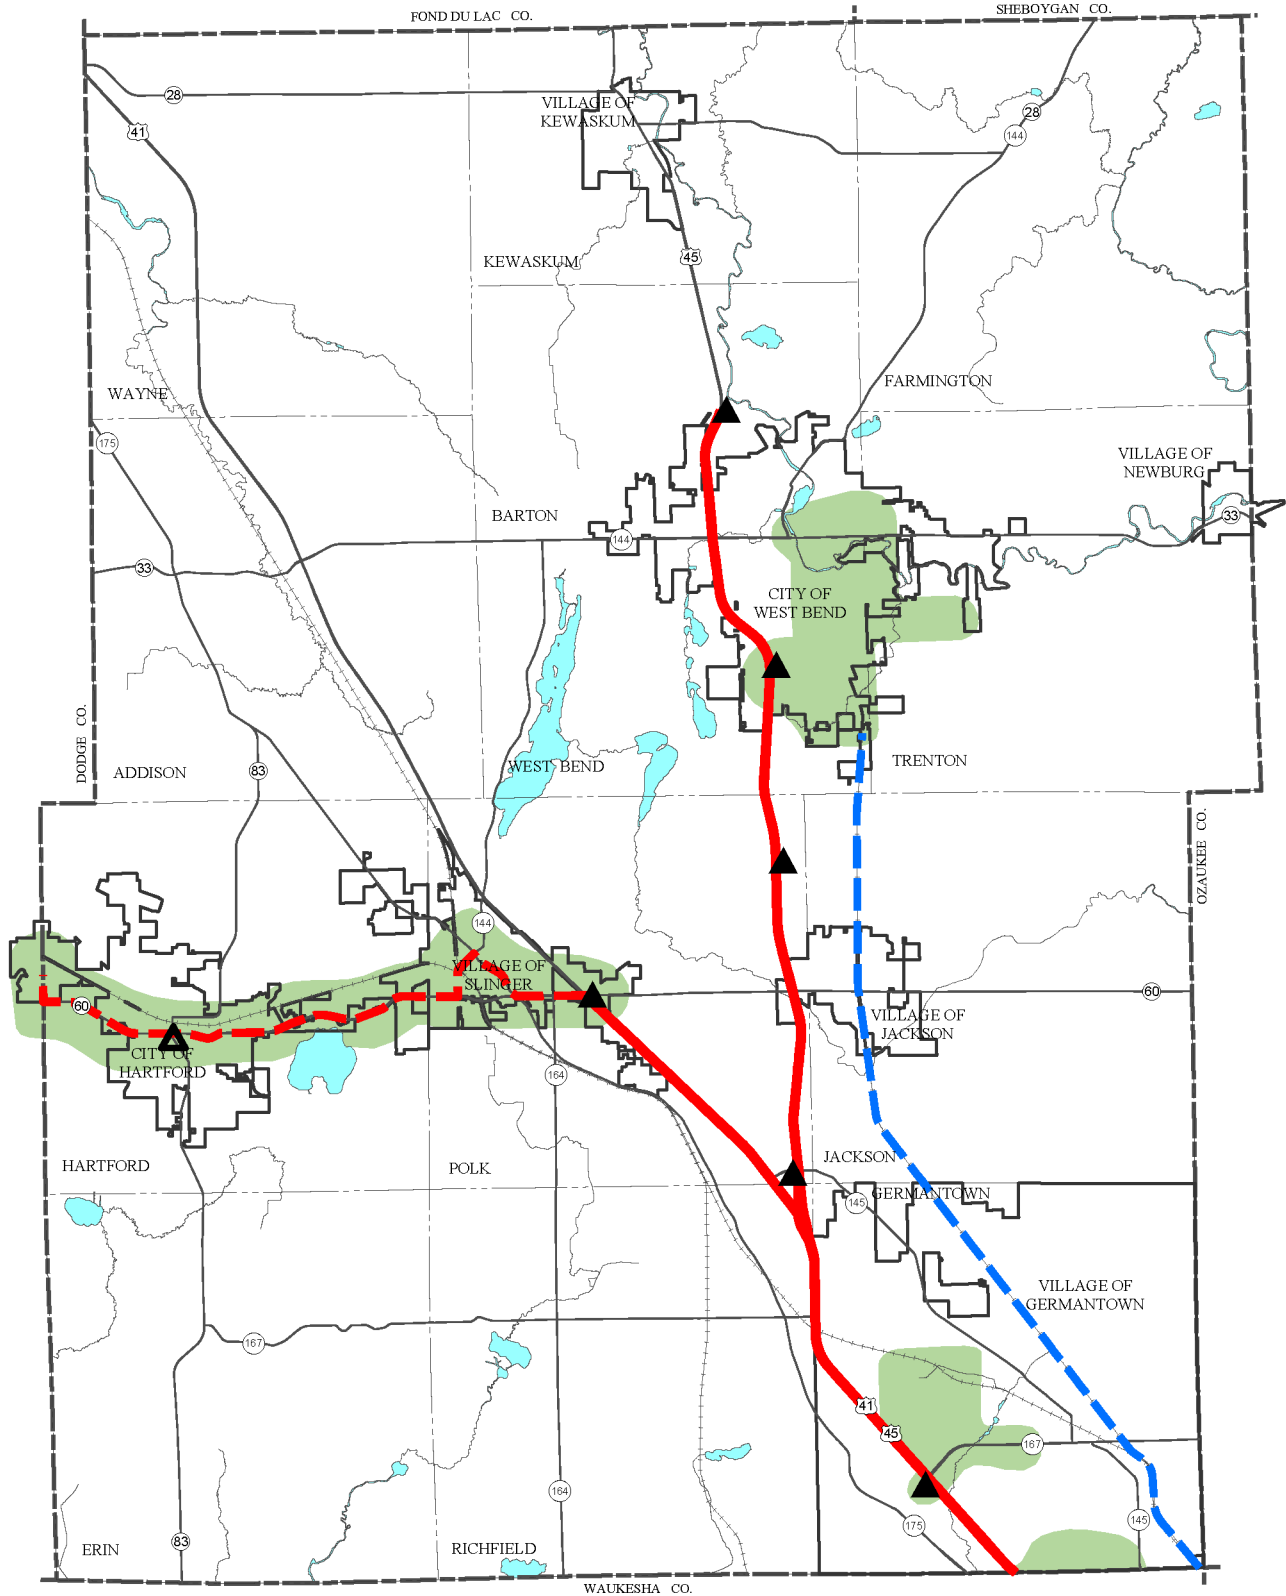 FOND DU LAC CO.
SHEBOYGAN CO.
28
VILLAGE OF
KEWASKUM
28
41
144
KEWASKUM
45
WAYNE
FARMINGTON
175
VILLAGE OF
NEWBURG
BARTON
33
144
33
CITY OF
WEST BEND
DODGE CO.
ADDISON
83
WEST BEND
TRENTON
OZAUKEE CO.
144
VILLAGE OF
SLINGER
60
60
VILLAGE OF
JACKSON
CITY OF
HARTFORD
164
HARTFORD
POLK
JACKSON
GERMANTOWN
145
VILLAGE OF
GERMANTOWN
167
41
45
167
164
175
145
83
ERIN
RICHFIELD
WAUKESHA CO.